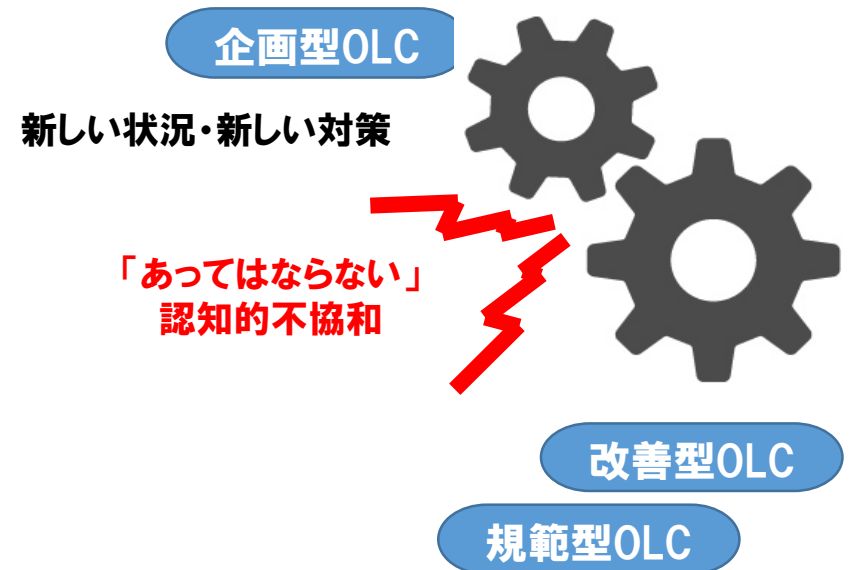 企画型OLC
新しい状況・新しい対策
「あってはならない」
認知的不協和
改善型OLC
規範型OLC